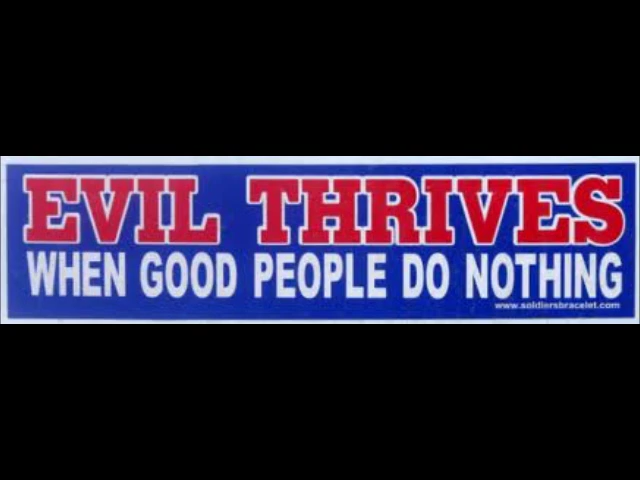 EVIL THRIVES
WHEN GOOD PEOPLE DO NOTHING
www.soldiersbracelet.com